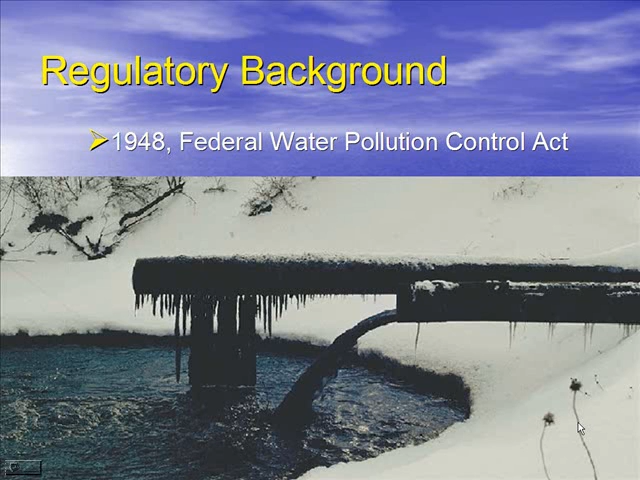 Regulatory Background
1948, Federal Water Pollution Control Act